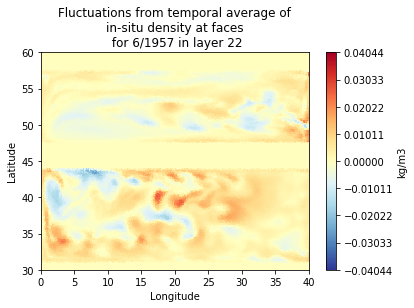 Fluctuations from temporal average of
in-situ density at faces
for 6/1957 in layer 22
60
55
50
45
40
35
30
Latitude
0 5 10 15 20 25 30 35 40
Longitude
0.04044
0.03033
0.02022
0.01011
0.00000
−0.01011
−0.02022
−0.03033
−0.04044
kg/m3